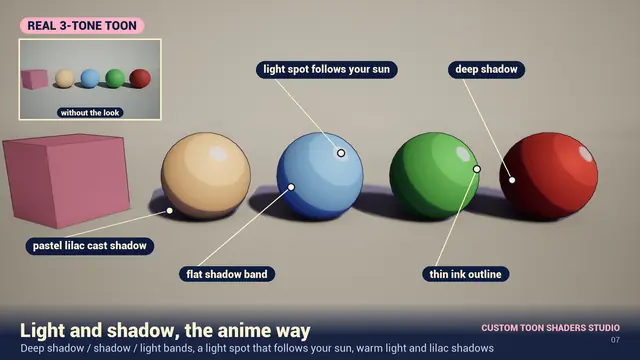 REAL 3-TONE TOON
without the look
light spot follows your sun
deep shadow
pastel lilac cast shadow
flat shadow band
thin ink outline
Light and shadow, the anime way
Deep shadow / shadow / light bands, a light spot that follows your sun, warm light and lilac shadows
CUSTOM TOON SHADERS STUDIO
07